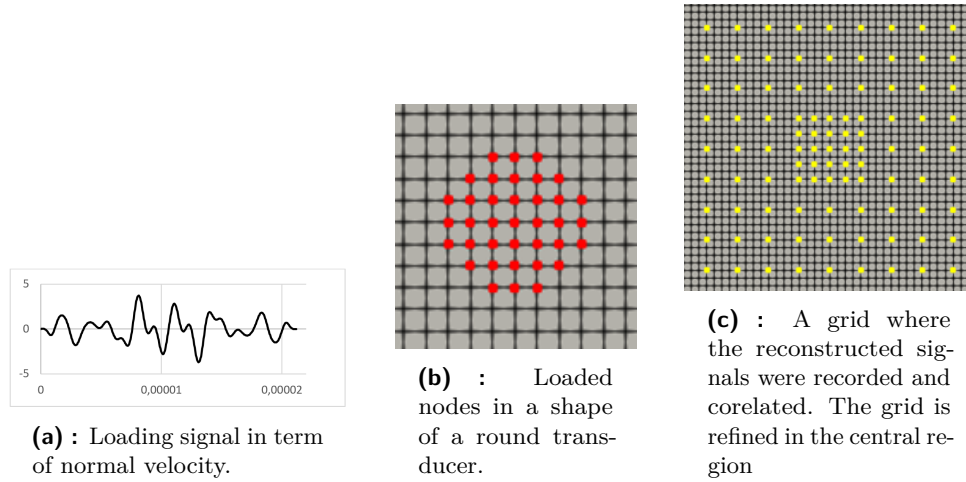 5
0
-5
0
0,00001
0,00002
(a) : Loading signal in term
of normal velocity.
(b) : Loaded
nodes in a shape
of a round trans-
ducer.
(c) : A grid where
the reconstructed sig-
nals were recorded and
corelated. The grid is
refined in the central re-
gion